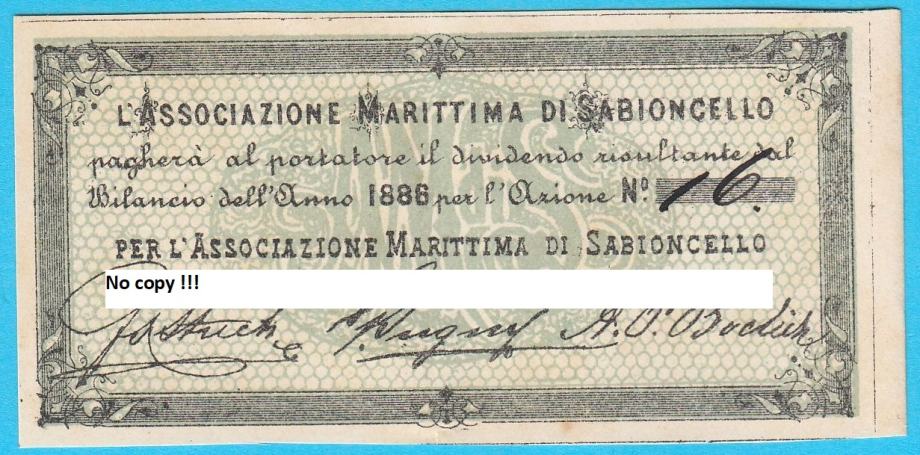 L'ASSOCIAZIONE MARITTIMA DI SABIONCELLO
pagherà al portatore il dividendo risultante dal
Bilancio dell'Anno 1886 per l'Azione Nº. 16.
PER L'ASSOCIAZIONE MARITTIMA DI SABIONCELLO
No copy !!!